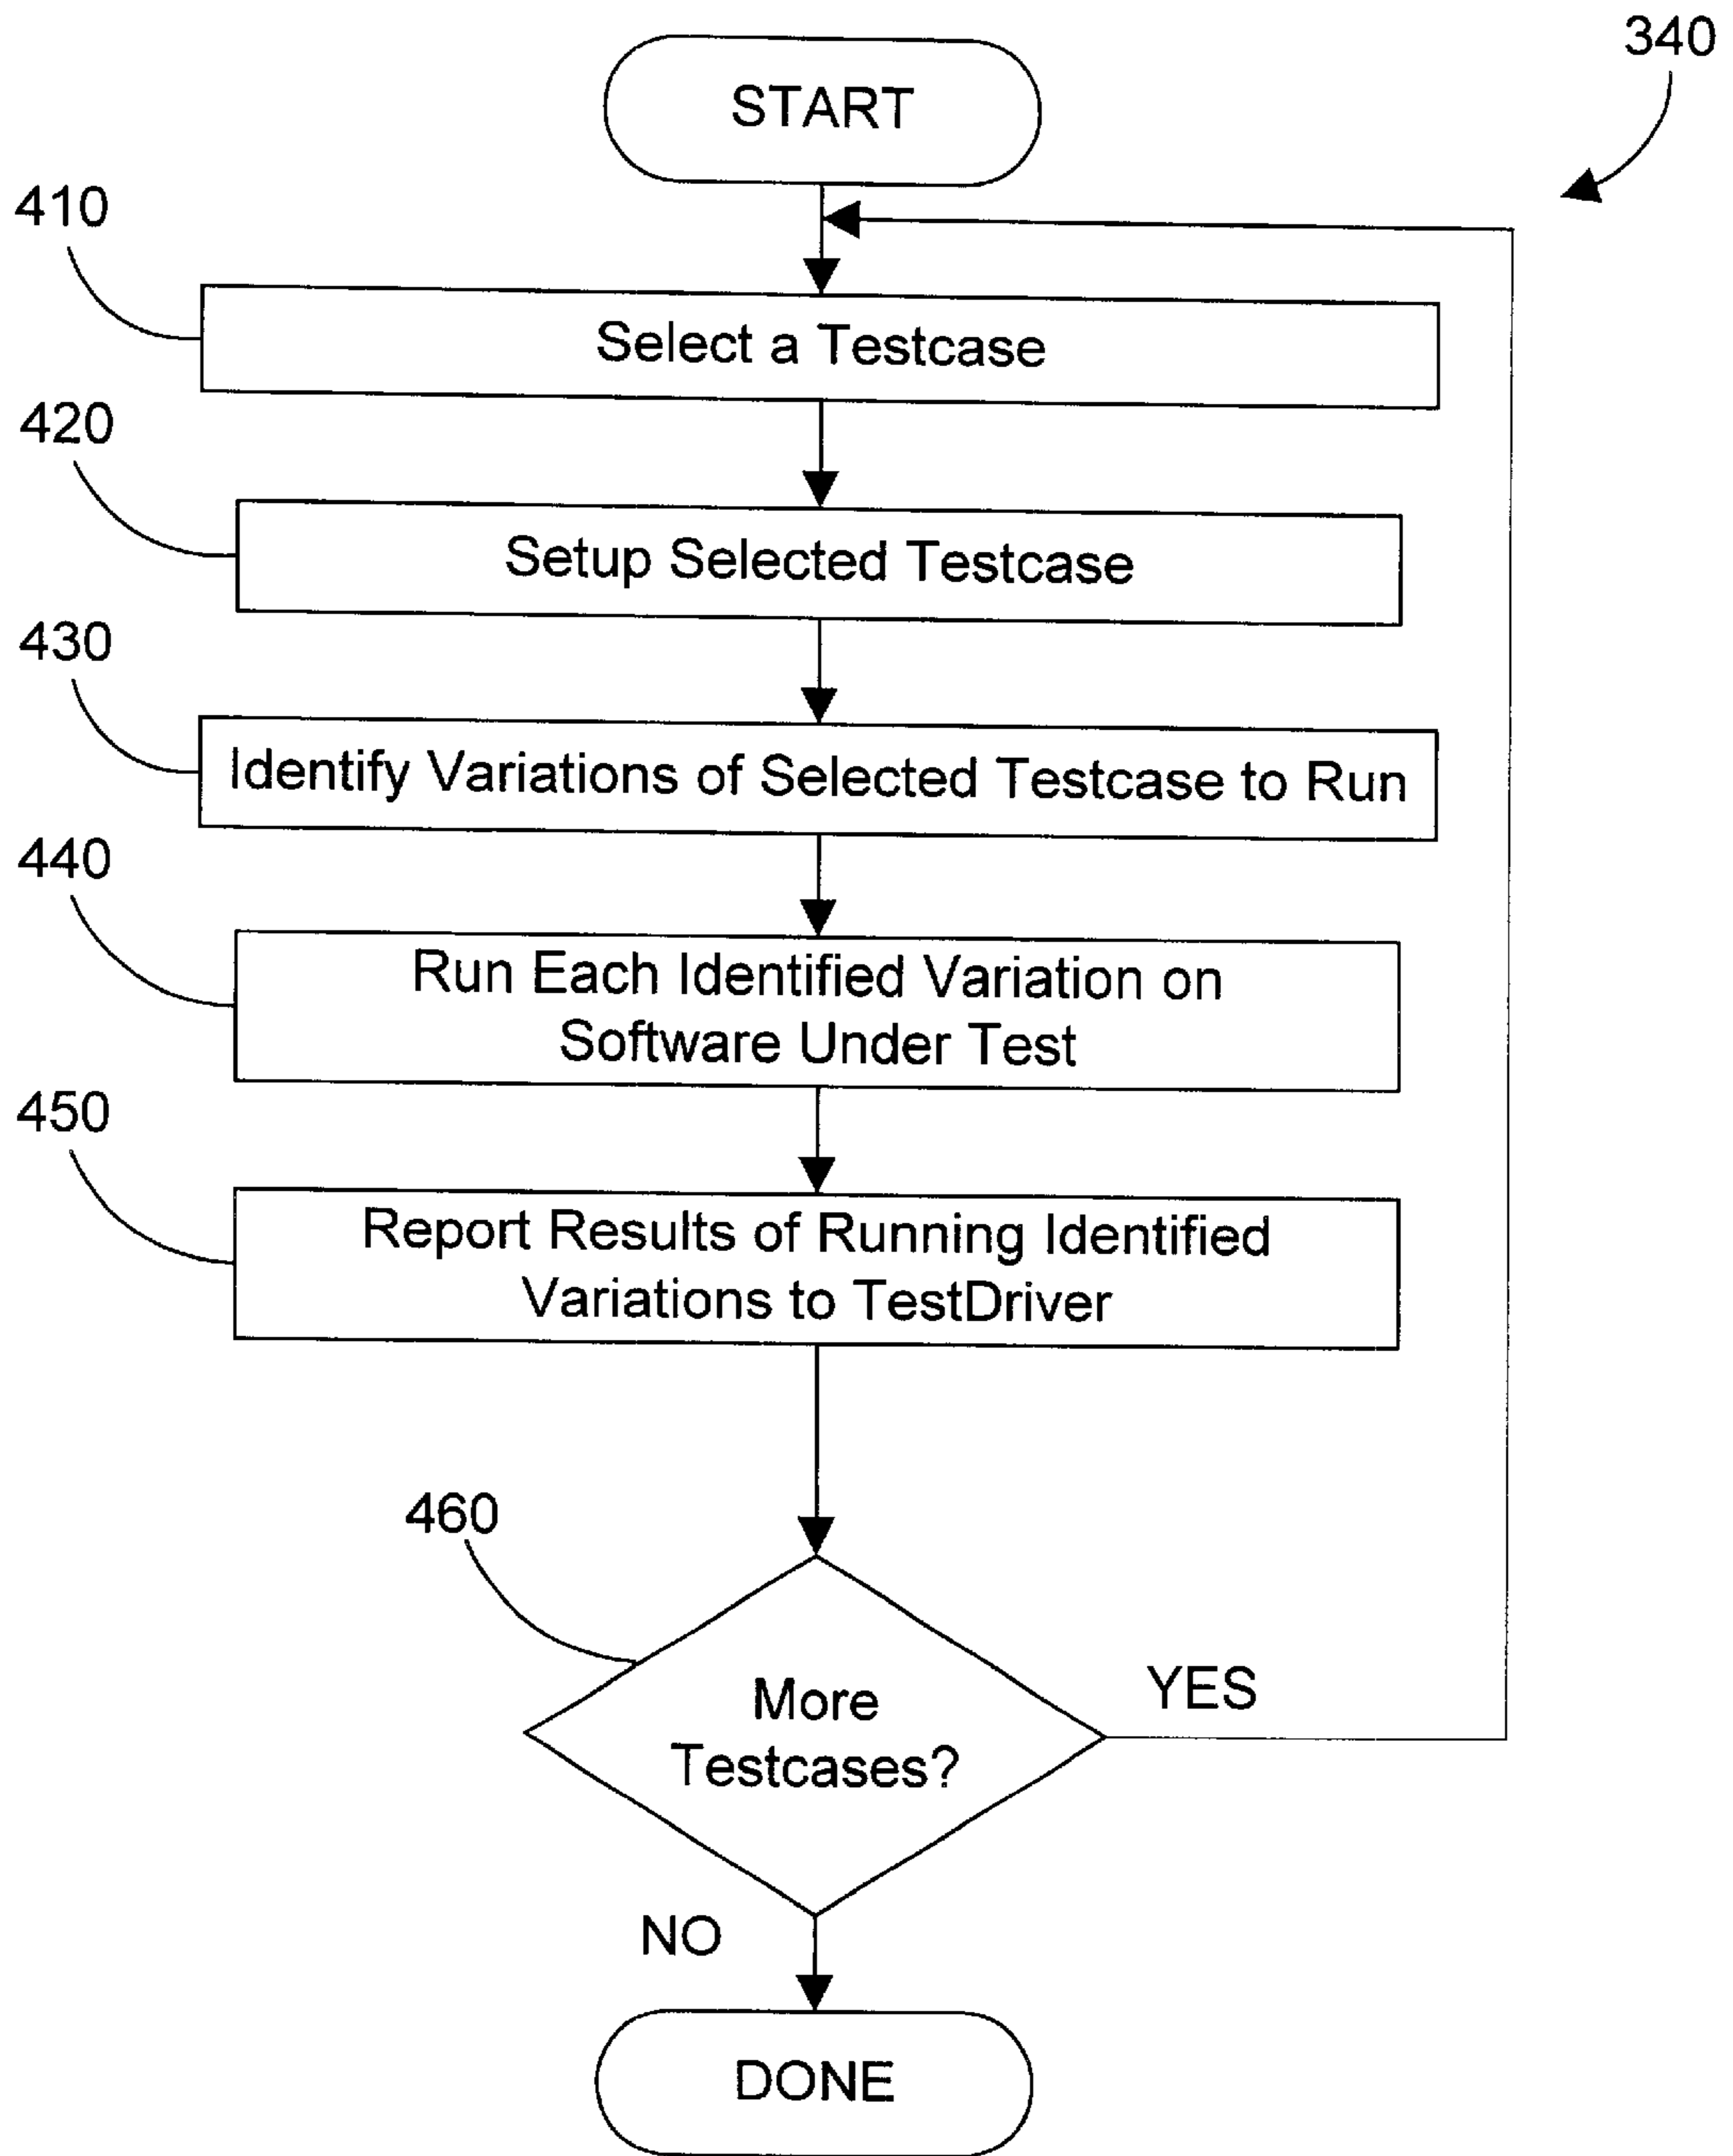 340
START
410
Select a Testcase
420
Setup Selected Testcase
430
Identify Variations of Selected Testcase to Run
440
Run Each Identified Variation on
Software Under Test
450
Report Results of Running Identified
Variations to TestDriver
460
More
Testcases?
YES
NO
DONE